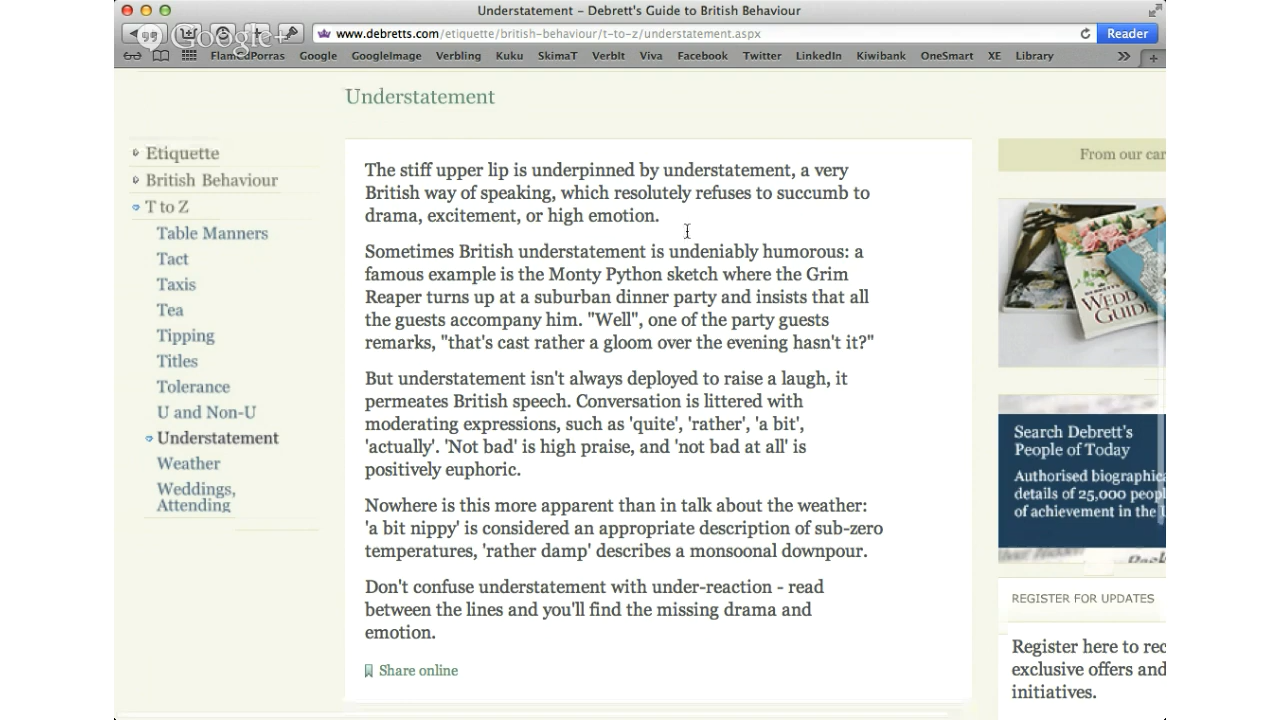 Understatement – Debrett's Guide to British Behaviour
Google+
www.debretts.com/etiquette/british-behaviour/t-to-z/understatement.aspx
Reader
FlamCdPorras Google GoogleImage Verbling Kuku SkimaT VerbIt Viva Facebook Twitter LinkedIn Kiwibank OneSmart XE Library
Understatement
Etiquette
British Behaviour
T to Z
Table Manners
Tact
Taxis
Tea
Tipping
Titles
Tolerance
U and Non-U
Understatement
Weather
Weddings,
Attending
The stiff upper lip is underpinned by understatement, a very
British way of speaking, which resolutely refuses to succumb to
drama, excitement, or high emotion.
Sometimes British understatement is undeniably humorous: a
famous example is the Monty Python sketch where the Grim
Reaper turns up at a suburban dinner party and insists that all
the guests accompany him. "Well", one of the party guests
remarks, "that's cast rather a gloom over the evening hasn't it?"
But understatement isn't always deployed to raise a laugh, it
permeates British speech. Conversation is littered with
moderating expressions, such as 'quite', 'rather', 'a bit',
'actually'. 'Not bad' is high praise, and 'not bad at all' is
positively euphoric.
Nowhere is this more apparent than in talk about the weather:
'a bit nippy' is considered an appropriate description of sub-zero
temperatures, 'rather damp' describes a monsoonal downpour.
Don't confuse understatement with under-reaction - read
between the lines and you'll find the missing drama and
emotion.
Share online
From our car
WEDD
GUIDE
Search Debrett's
People of Today
Authorised biographica
details of 25,000 peopl
of achievement in the U
REGISTER FOR UPDATES
Register here to rec
exclusive offers and
initiatives.